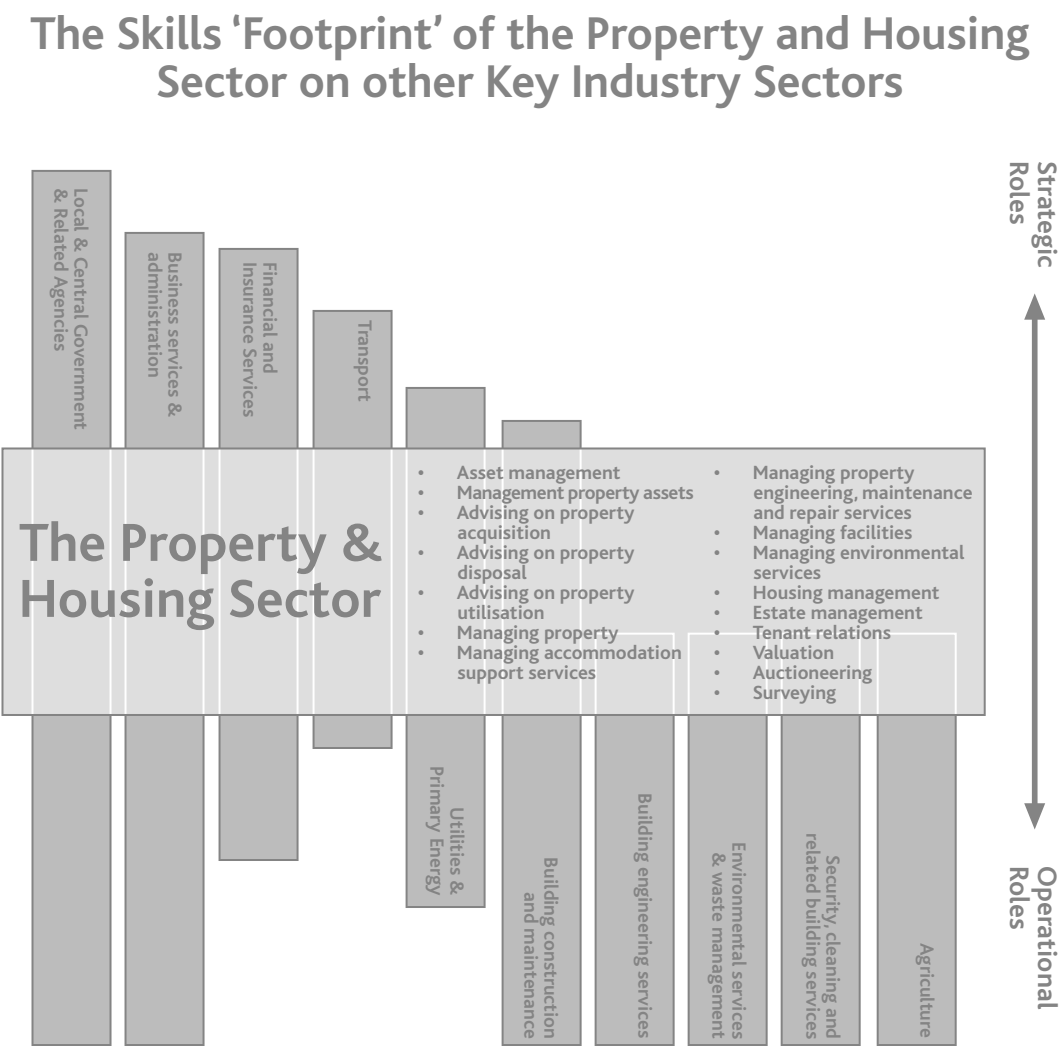 The Skills ‘Footprint’ of the Property and Housing
Sector on other Key Industry Sectors
Strategic
Roles
Local & Central Government
& Related Agencies
Business services &
administration
Financial and
Insurance Services
Transport
The Property &
Housing Sector
• Asset management
• Management property assets
• Advising on property
acquisition
• Advising on property
disposal
• Advising on property
utilisation
• Managing property
• Managing accommodation
support services
• Managing property
engineering, maintenance
and repair services
• Managing facilities
• Managing environmental
services
• Housing management
• Estate management
• Tenant relations
• Valuation
• Auctioneering
• Surveying
Utilities &
Primary Energy
Building construction
and maintenance
Building engineering services
Environmental services
& waste management
Security, cleaning and
related building services
Agriculture
Operational
Roles